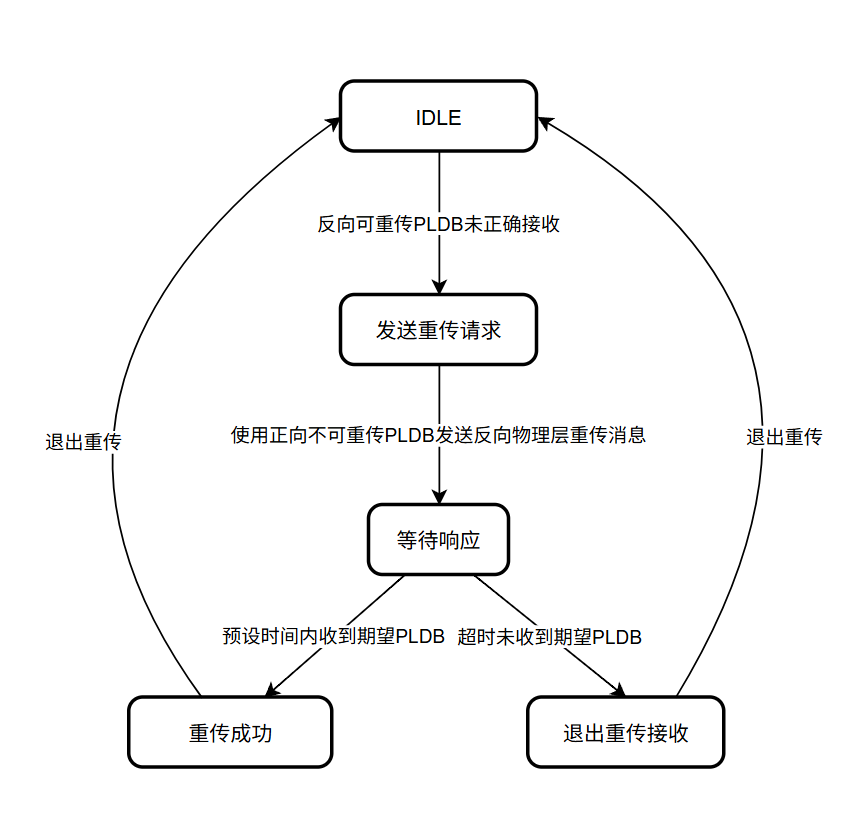 IDLE
反向可重传PLDB未正确接收
发送重传请求
使用正向不可重传PLDB发送反向物理层重传消息
退出重传
退出重传
等待响应
预设时间内收到期望PLDB
超时未收到期望PLDB
重传成功
退出重传接收